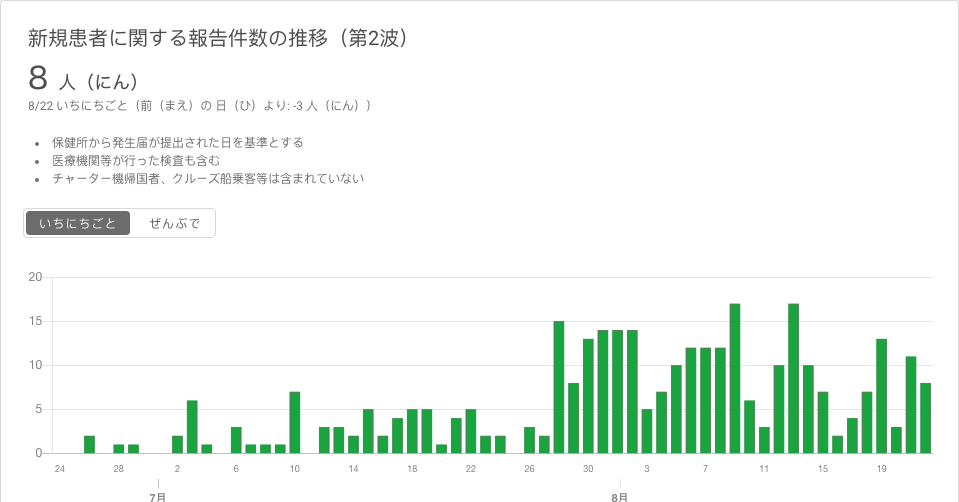 新規患者に関する報告件数の推移（第2波）
8 人（にん）
8/22 いちにちごと（前（まえ）の 日（ひ）より: -3 人（にん））
保健所から発生届が提出された日を基準とする
医療機関等が行った検査も含む
チャーター機帰国者、クルーズ船乗客等は含まれていない
いちにちごと ぜんぶで
20
15
10
5
0
24 28 2 6 10 14 18 22 26 30 3 7 11 15 19
7月 8月